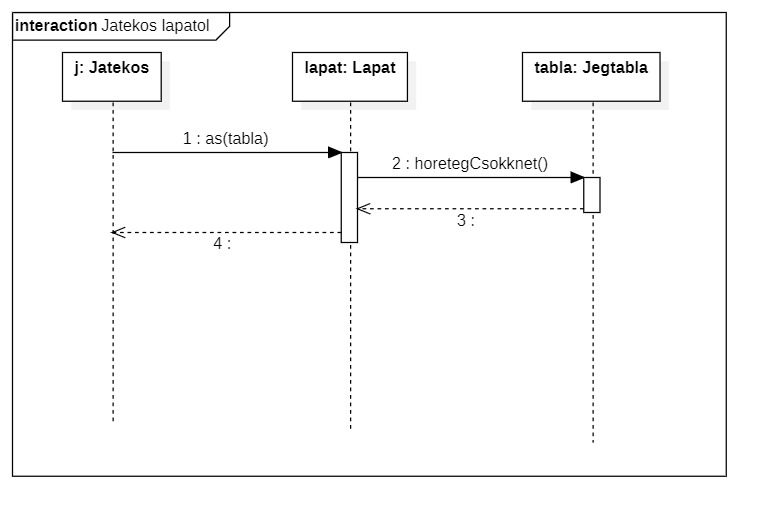 interaction Jatekos lapatol
j: Jatekos
lapat: Lapat
tabla: Jegtabla
1 : as(tabla)
2 : horetegCsokknet()
3 :
4 :